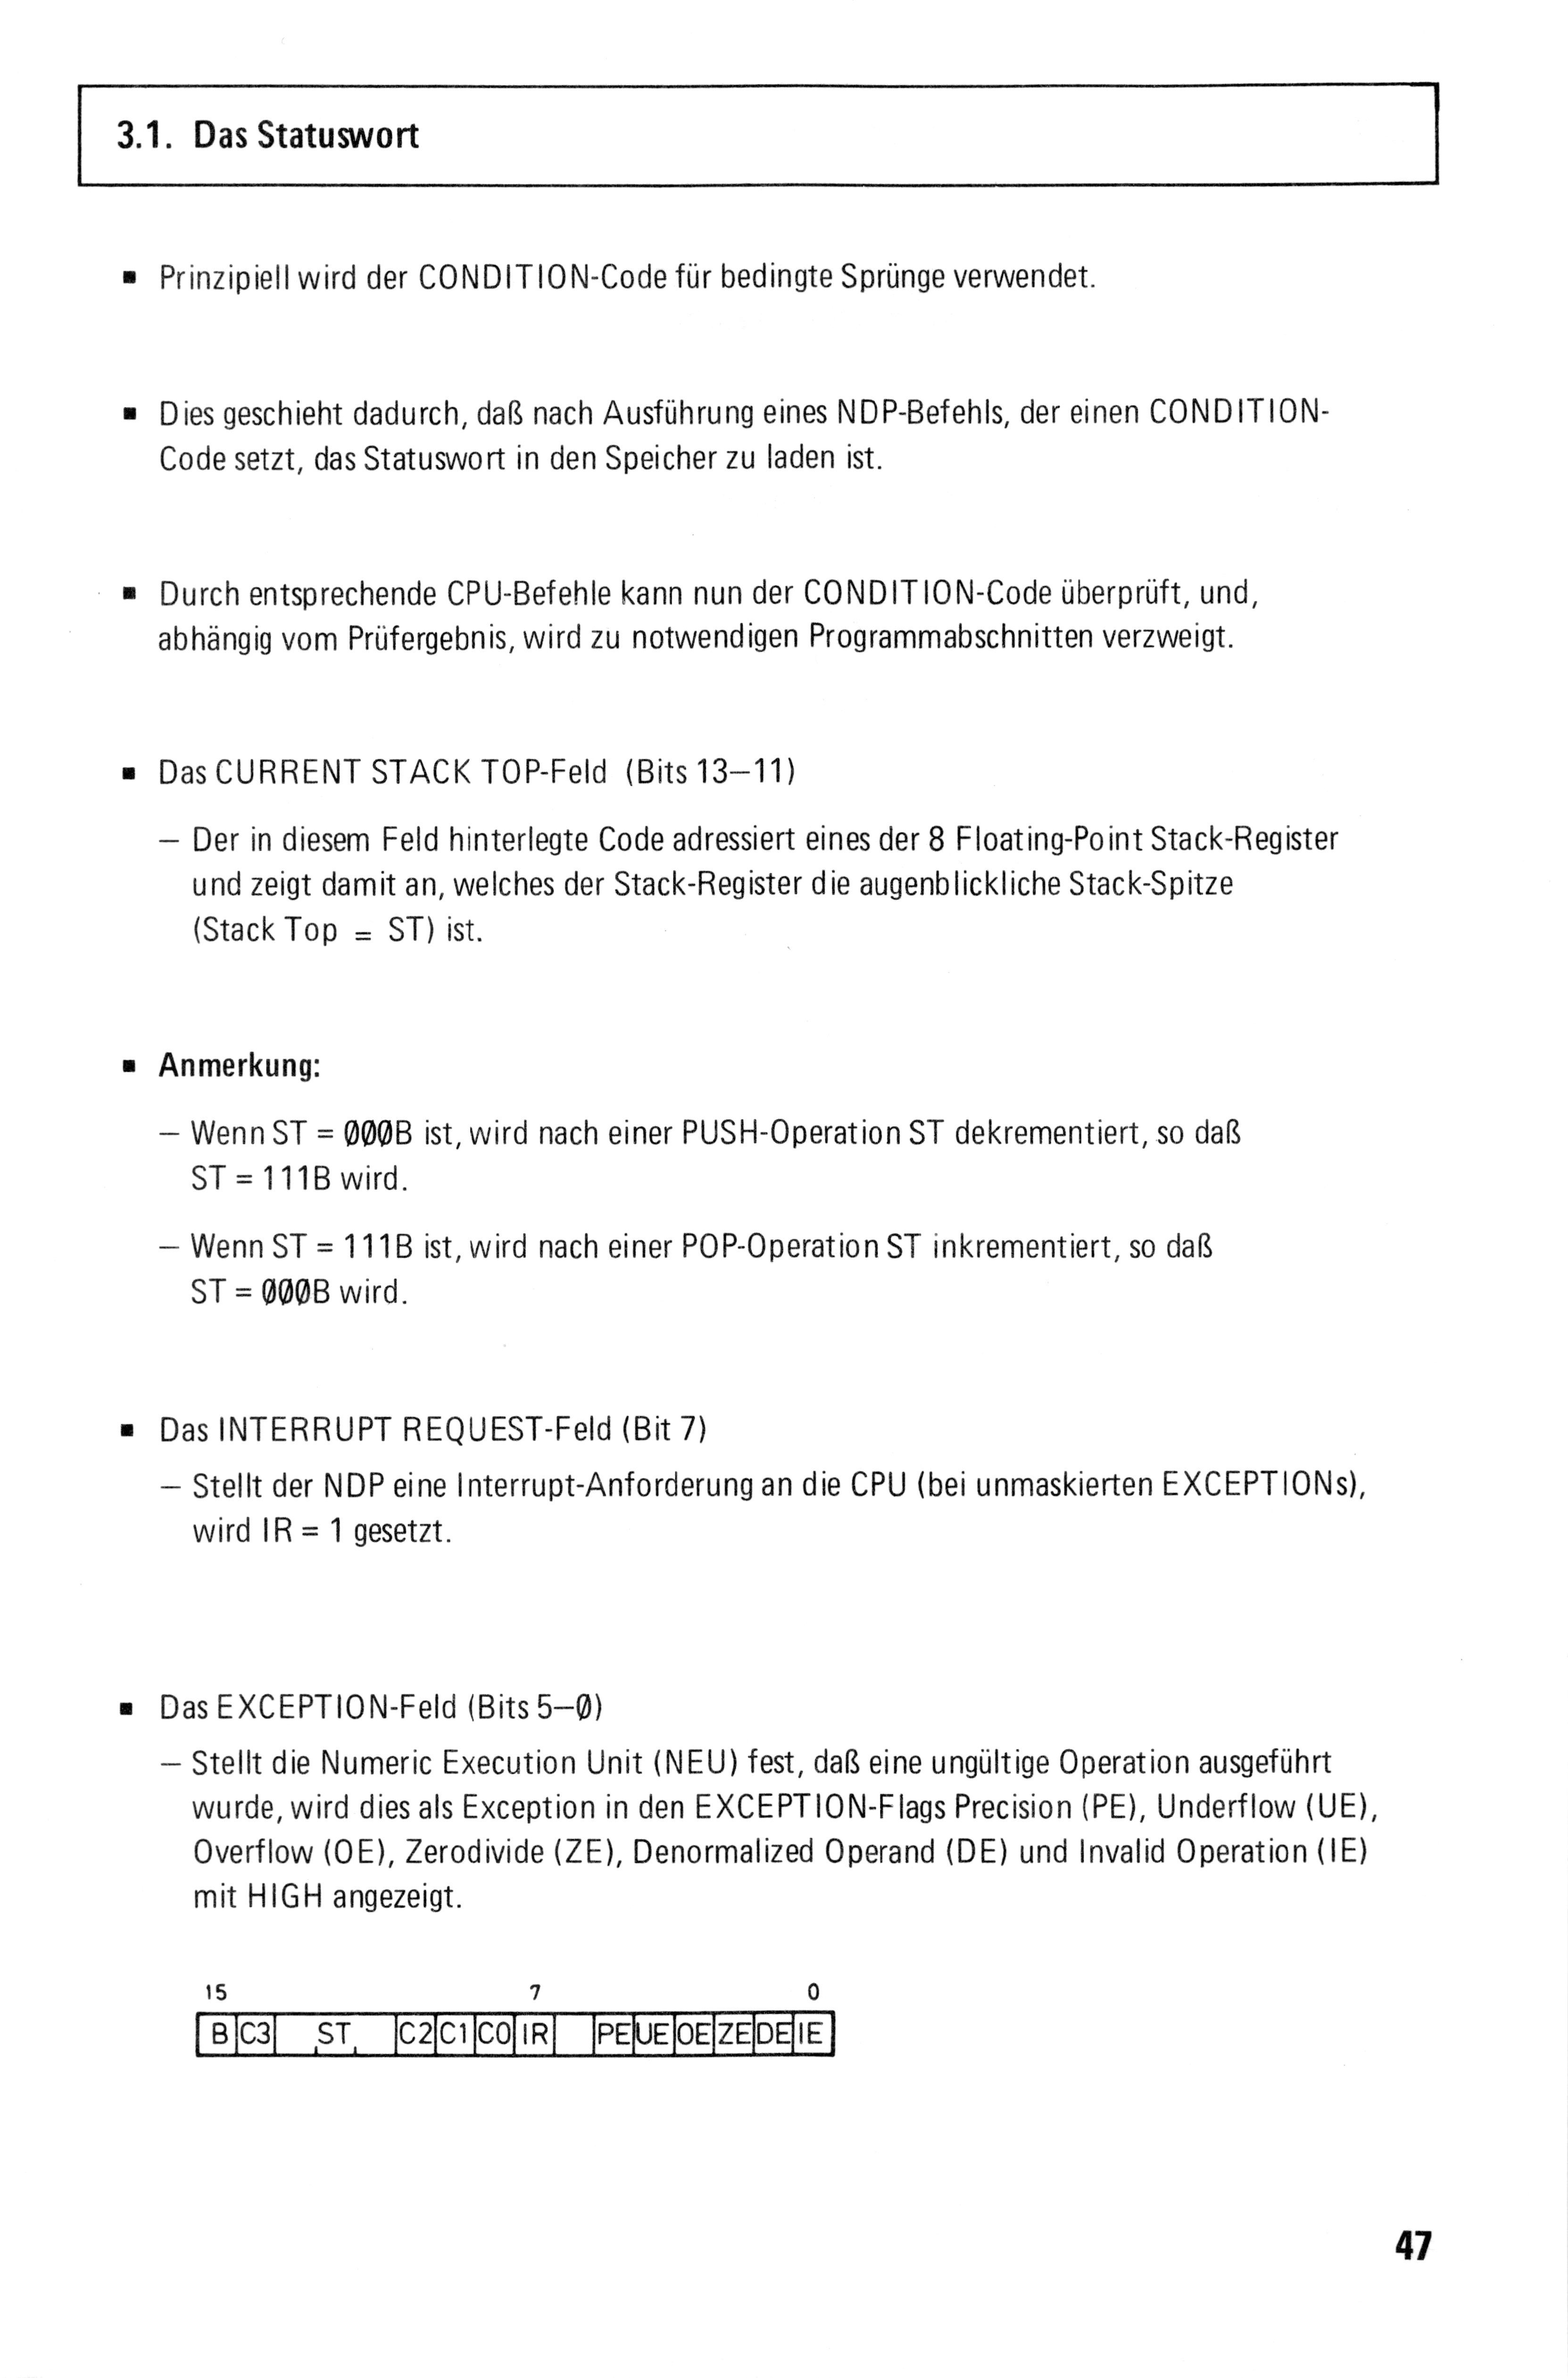 3.1. Das Statuswort
▪ Prinzipiell wird der CONDITION-Code für bedingte Sprünge verwendet.
▪ Dies geschieht dadurch, daß nach Ausführung eines NDP-Befehls, der einen CONDITION-
Code setzt, das Statuswort in den Speicher zu laden ist.
▪ Durch entsprechende CPU-Befehle kann nun der CONDITION-Code überprüft, und,
abhängig vom Prüfergebnis, wird zu notwendigen Programmabschnitten verzweigt.
▪ Das CURRENT STACK TOP-Feld (Bits 13–11)
– Der in diesem Feld hinterlegte Code adressiert eines der 8 Floating-Point Stack-Register
und zeigt damit an, welches der Stack-Register die augenblickliche Stack-Spitze
(Stack Top = ST) ist.
▪ Anmerkung:
– Wenn ST = 000B ist, wird nach einer PUSH-Operation ST dekrementiert, so daß
ST = 111B wird.
– Wenn ST = 111B ist, wird nach einer POP-Operation ST inkrementiert, so daß
ST = 000B wird.
▪ Das INTERRUPT REQUEST-Feld (Bit 7)
– Stellt der NDP eine Interrupt-Anforderung an die CPU (bei unmaskierten EXCEPTIONs),
wird IR = 1 gesetzt.
▪ Das EXCEPTION-Feld (Bits 5–0)
– Stellt die Numeric Execution Unit (NEU) fest, daß eine ungültige Operation ausgeführt
wurde, wird dies als Exception in den EXCEPTION-Flags Precision (PE), Underflow (UE),
Overflow (OE), Zerodivide (ZE), Denormalized Operand (DE) und Invalid Operation (IE)
mit HIGH angezeigt.
15 7 0
B C3 ST C2 C1 C0 IR PE UE OE ZE DE IE
47